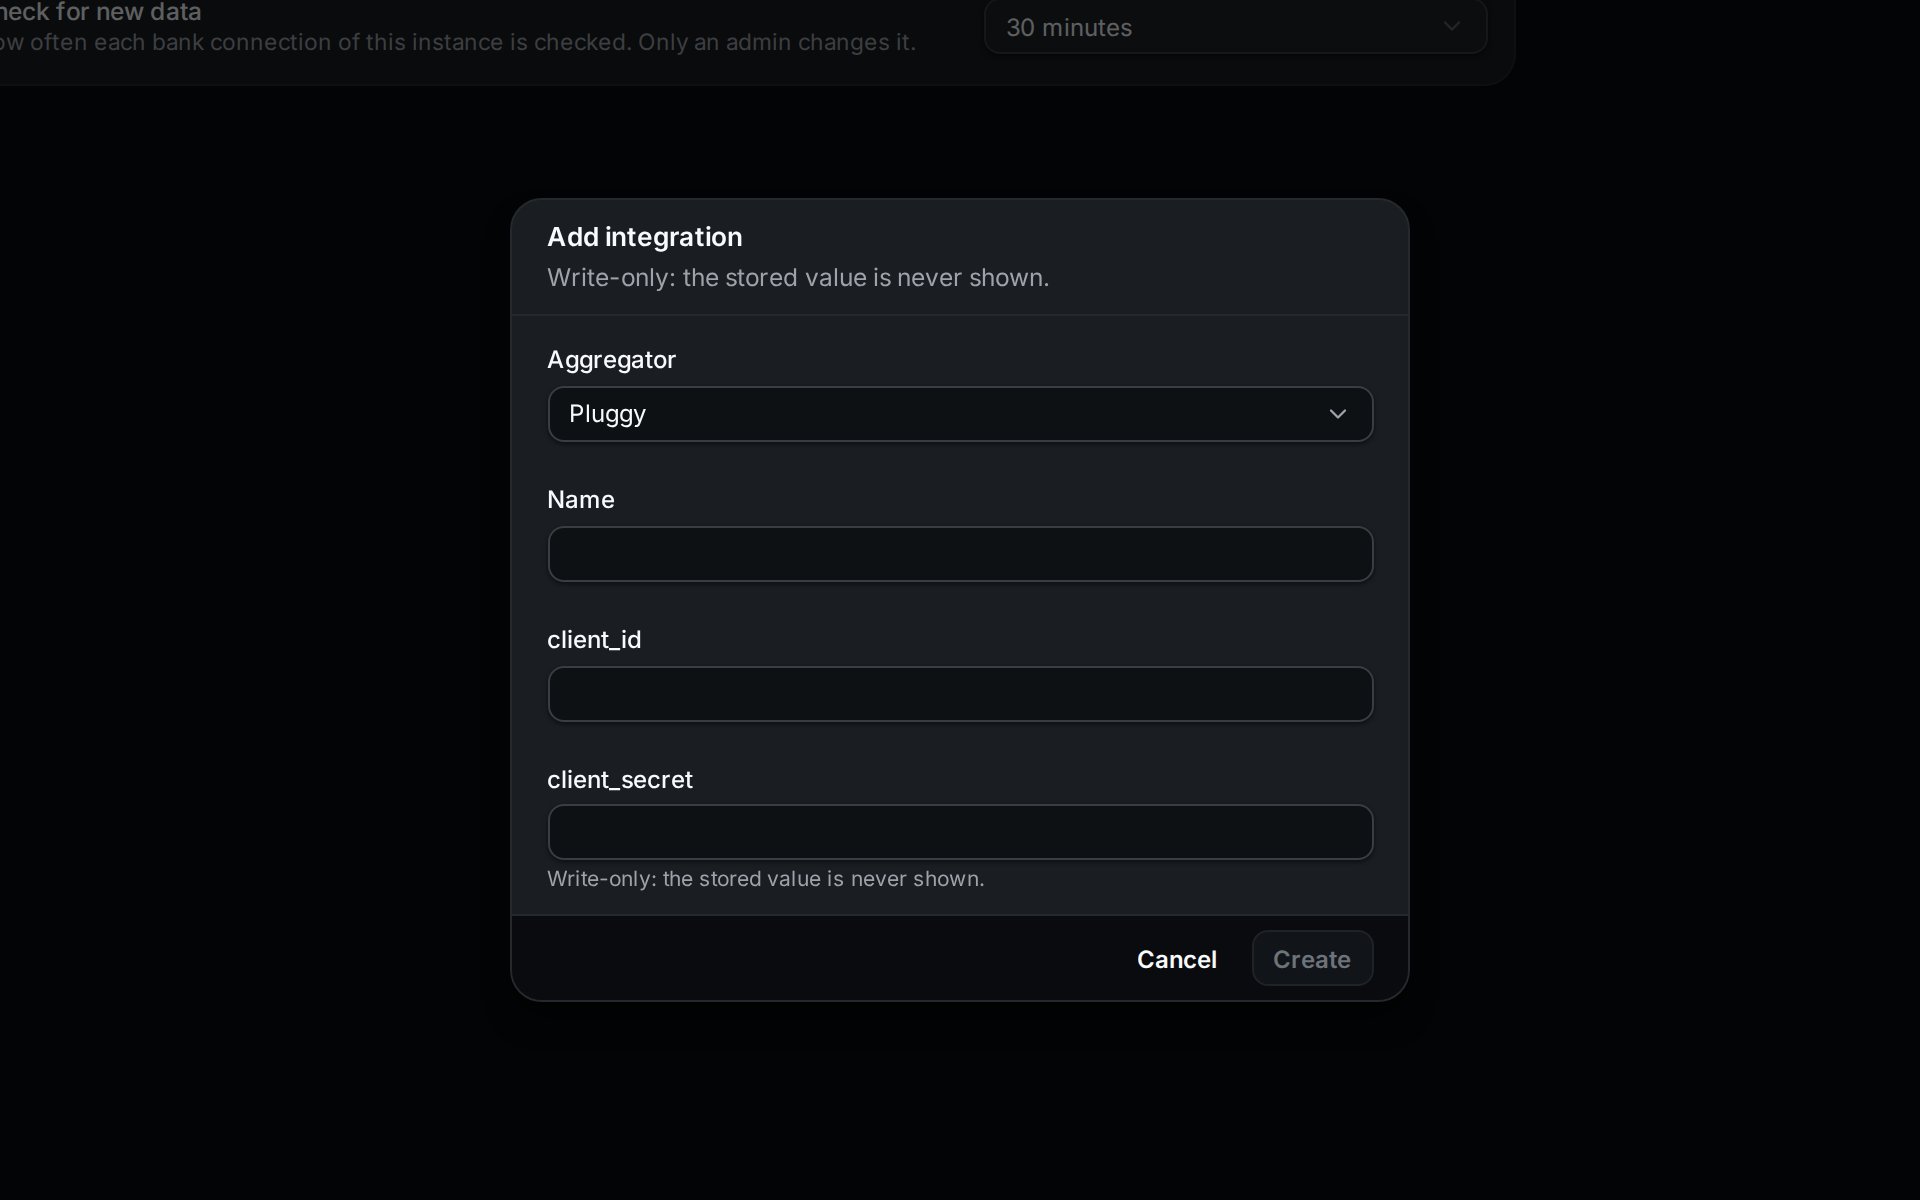 for new data
often each bank connection of this instance is checked. Only an admin changes it.
30 minutes
Add integration
Write-only: the stored value is never shown.
Aggregator
Pluggy
Name
client_id
client_secret
Write-only: the stored value is never shown.
Cancel
Create